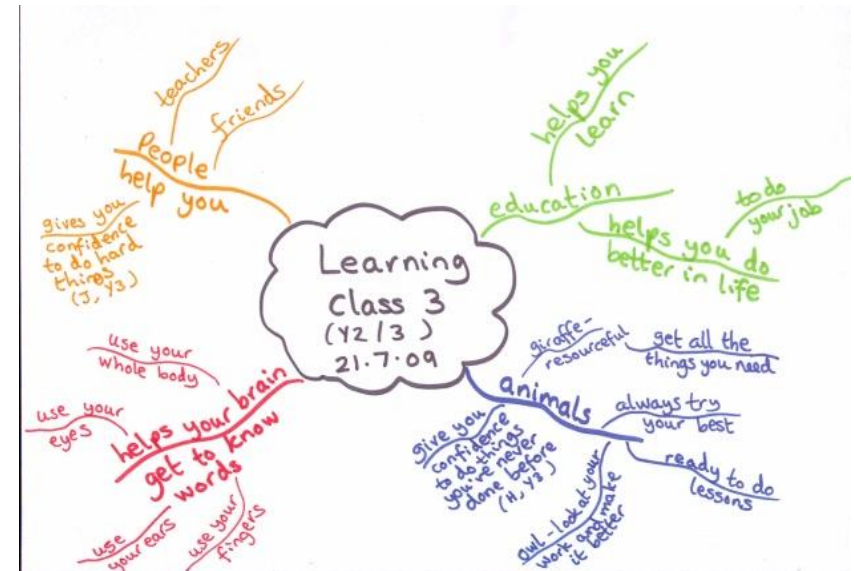 Learning
class 3
(Y2/3)
21.7.09
People
help you
teachers
friends
gives you
confidence
to do hard
things
(J, Y3)
education
helps you
learn
helps you do
better in life
to do
your job
animals
giraffe-
resourceful
get all the
things you need
always try
your best
ready to do
lessons
owl - look at your
work and make
it better
give you
confidence
to do things
you've never
done before
(H, Y3)
helps your brain
get to know
words
use your
whole body
use your
eyes
use
your ears
use your
fingers